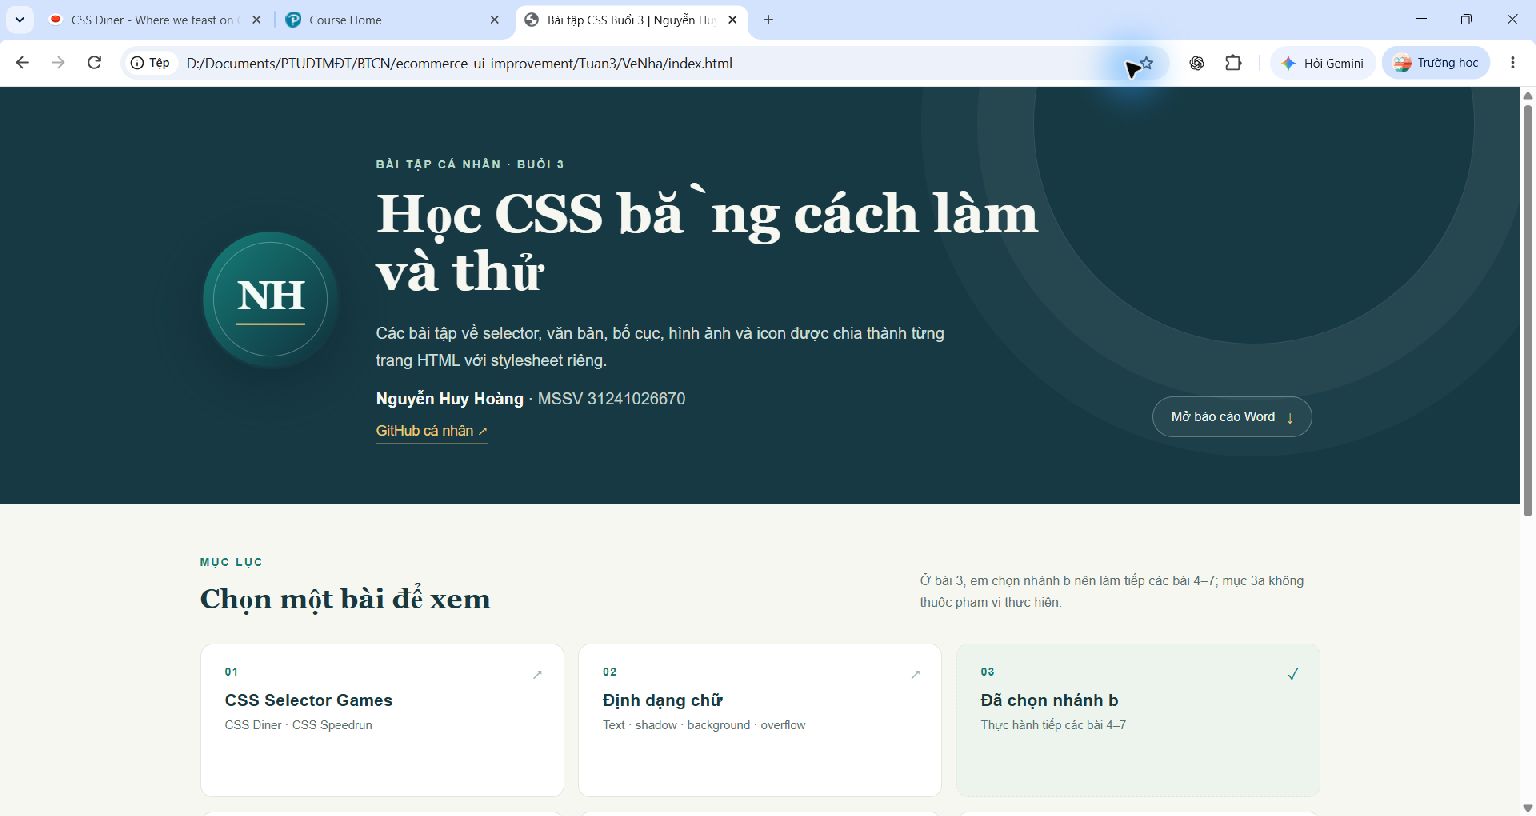 CSS Diner - Where we feast on
Course Home
Bài tập CSS Buổi 3 | Nguyễn Huy
Tệp
D:/Documents/PTUDTMĐT/BTCN/ecommerce_ui_improvement/Tuan3/VeNha/index.html
Hỏi Gemini
Trường học
BÀI TẬP CÁ NHÂN · BUỔI 3
Học CSS bằng cách làm
và thử
NH
Các bài tập về selector, văn bản, bố cục, hình ảnh và icon được chia thành từng
trang HTML với stylesheet riêng.
Nguyễn Huy Hoàng · MSSV 31241026670
GitHub cá nhân ↗
Mở báo cáo Word ↓
MỤC LỤC
Chọn một bài để xem
Ở bài 3, em chọn nhánh b nên làm tiếp các bài 4–7; mục 3a không
thuộc phạm vi thực hiện.
01 ↗
CSS Selector Games
CSS Diner · CSS Speedrun
02 ↗
Định dạng chữ
Text · shadow · background · overflow
03 ✓
Đã chọn nhánh b
Thực hành tiếp các bài 4–7